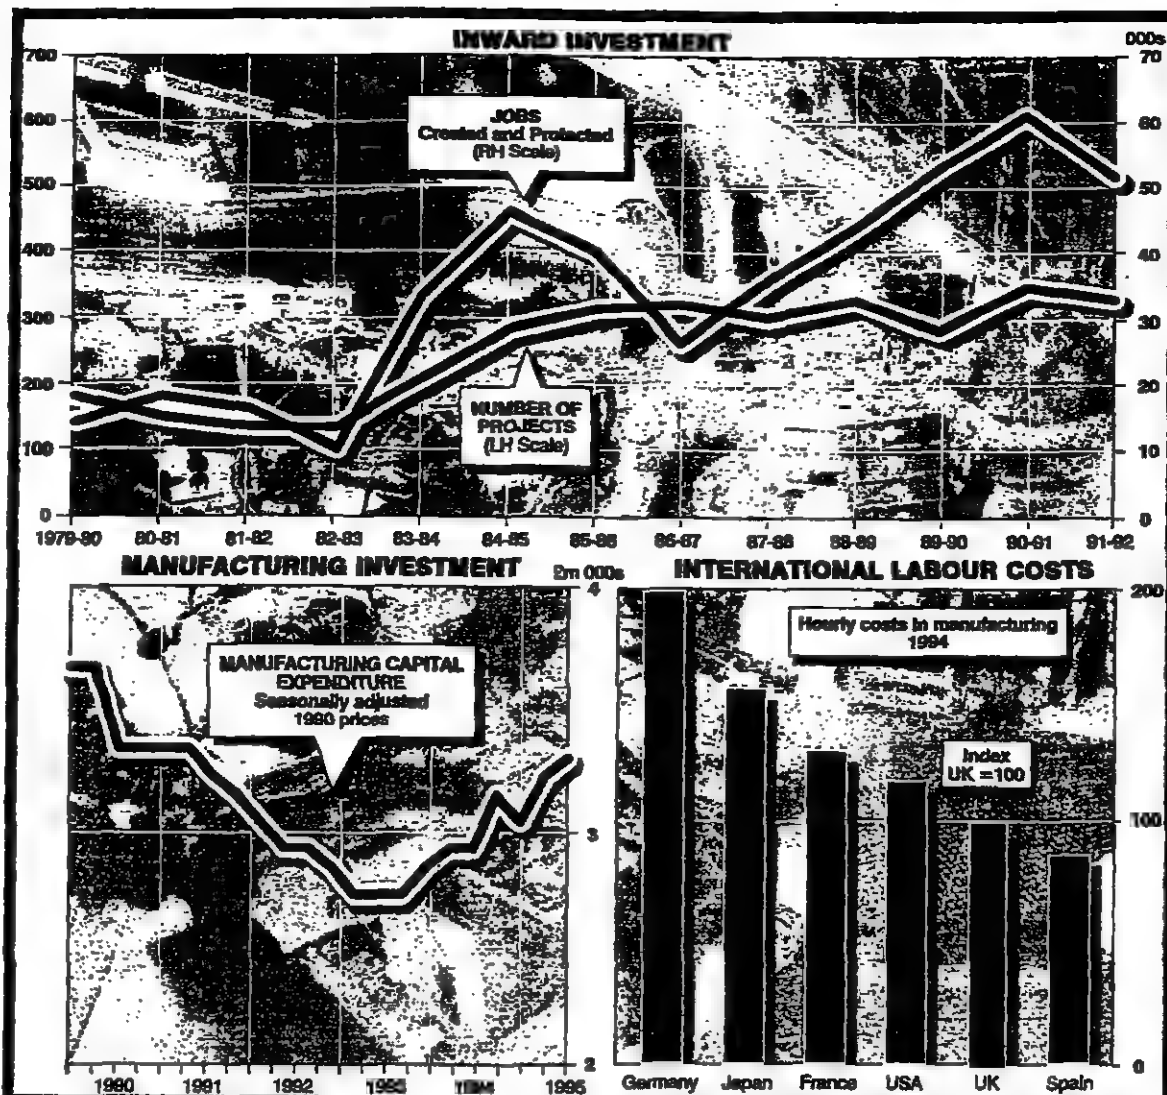 INWARD INVESTMENT
000s
700
600
500
400
300
200
100
0
70
60
50
40
30
20
10
0
JOBS
Created and Protected
(RH Scale)
NUMBER OF
PROJECTS
(LH Scale)
1979-80 80-81 81-82 82-83 83-84 84-85 85-86 86-87 87-88 88-89 89-90 90-91 91-92
MANUFACTURING INVESTMENT
£m 000s
4
3
2
MANUFACTURING CAPITAL
EXPENDITURE
Seasonally adjusted
1990 prices
1990 1991 1992 1993 1994 1995
INTERNATIONAL LABOUR COSTS
200
100
0
Hourly costs in manufacturing
1994
Index
UK =100
Germany Japan France USA UK Spain